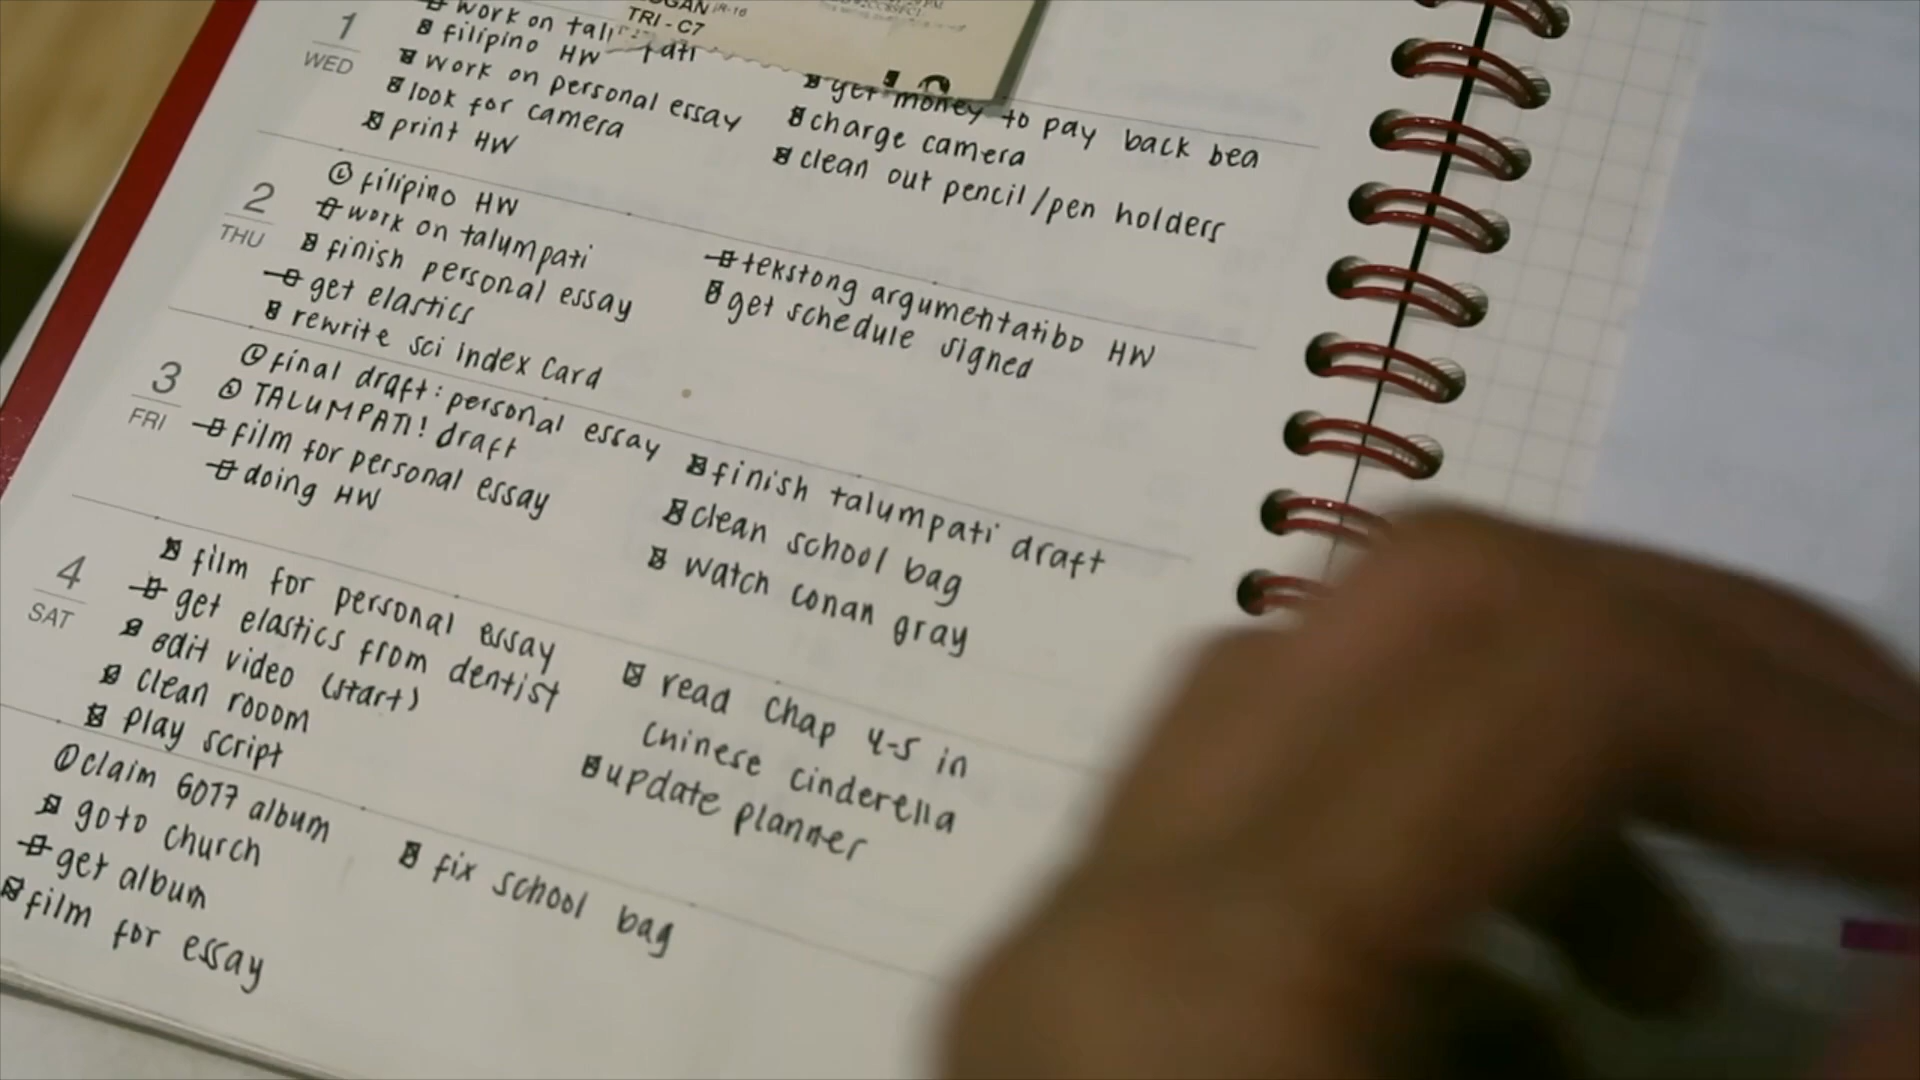 TRI - C7
1
WED
work on
filipino HW
work on personal essay
look for camera
print HW
get money to pay back bea
charge camera
clean out pencil/pen holders
2
THU
filipino HW
work on talumpati
finish personal essay
get elastics
rewrite sci index card
tekstong argumentatibo HW
get schedule signed
3
FRI
final draft: personal essay
TALUMPATI! draft
film for personal essay
doing HW
finish talumpati draft
clean school bag
watch conan gray
4
SAT
film for personal essay
get elastics from dentist
edit video (start)
clean rooom
play script
read chap 4-5 in
chinese cinderella
update planner
claim GOT7 album
go to church
get album
film for essay
fix school bag